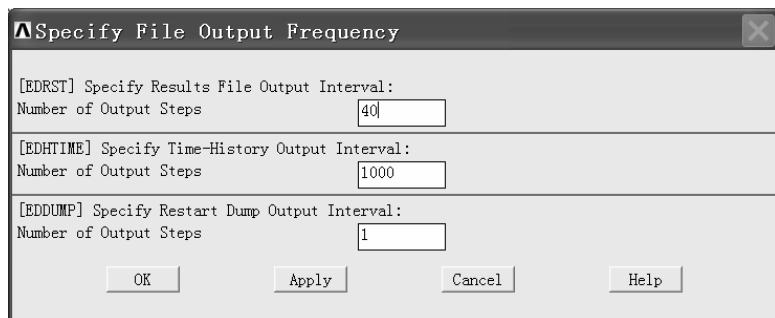 Specify File Output Frequency
[EDRST] Specify Results File Output Interval:
Number of Output Steps 40
[EDHTIME] Specify Time-History Output Interval:
Number of Output Steps 1000
[EDDUMP] Specify Restart Dump Output Interval:
Number of Output Steps 1
OK Apply Cancel Help